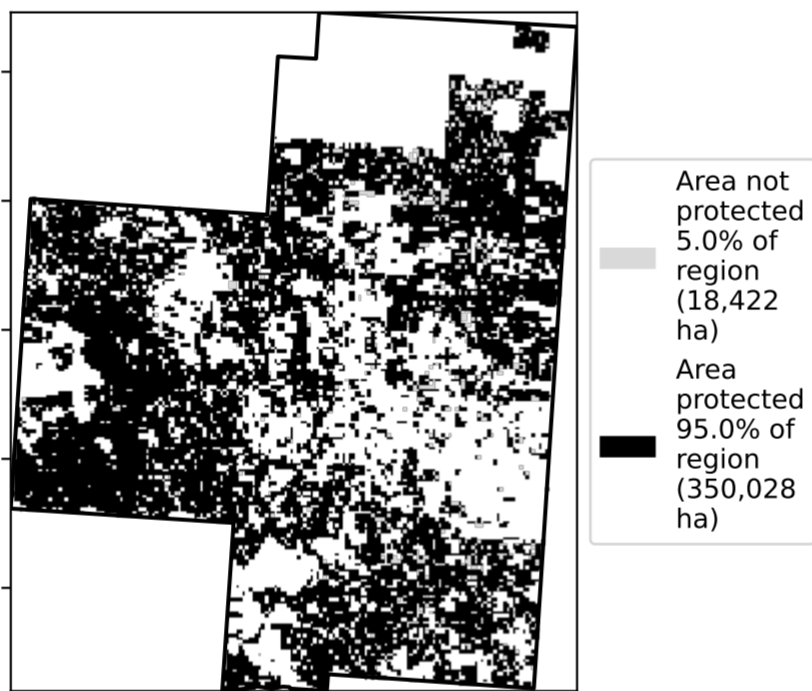 Area not
protected
5.0% of
region
(18,422
ha)
Area
protected
95.0% of
region
(350,028
ha)